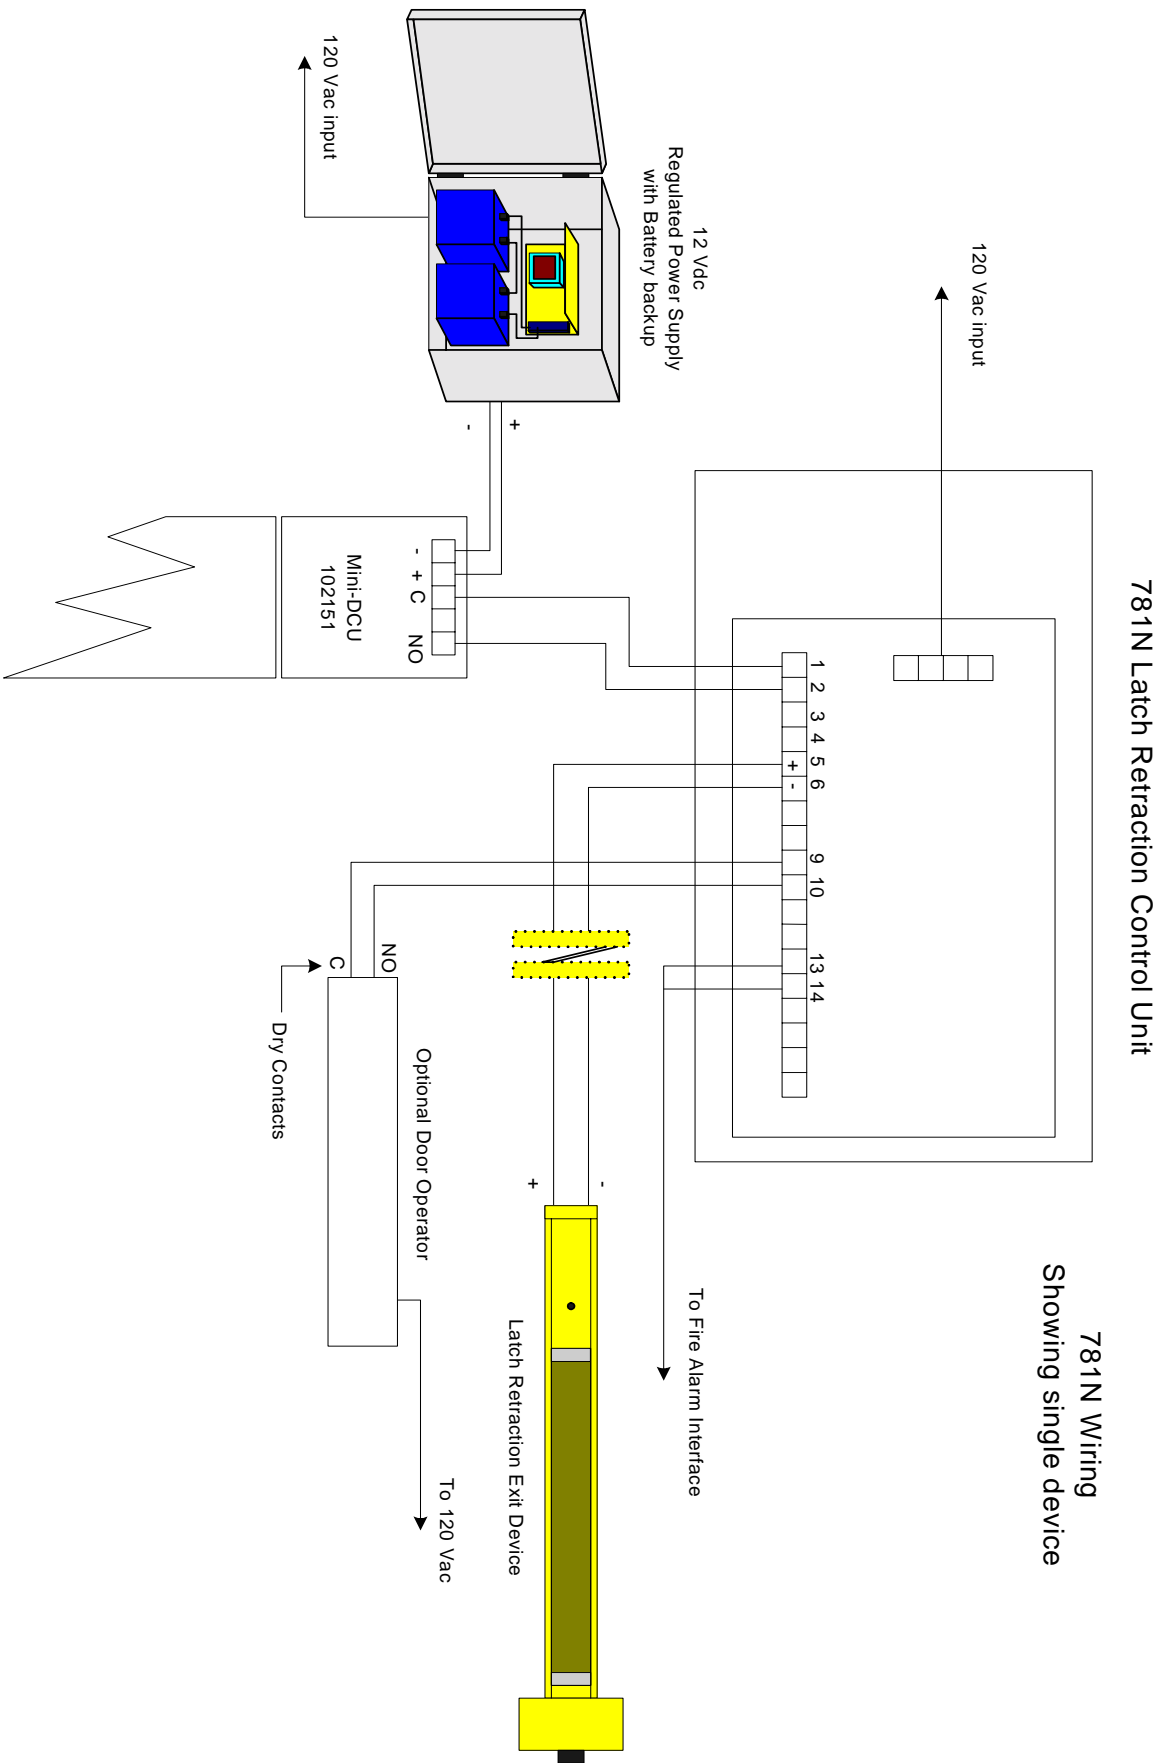 781N Latch Retraction Control Unit
781N Wiring
Showing single device
120 Vac input
1
2
3
4
5
6
9
10
13
14
+
-
12 Vdc
Regulated Power Supply
with Battery backup
120 Vac input
+
-
- + C NO
Mini-DCU
102151
To Fire Alarm Interface
-
+
Latch Retraction Exit Device
NO
C
Optional Door Operator
To 120 Vac
Dry Contacts